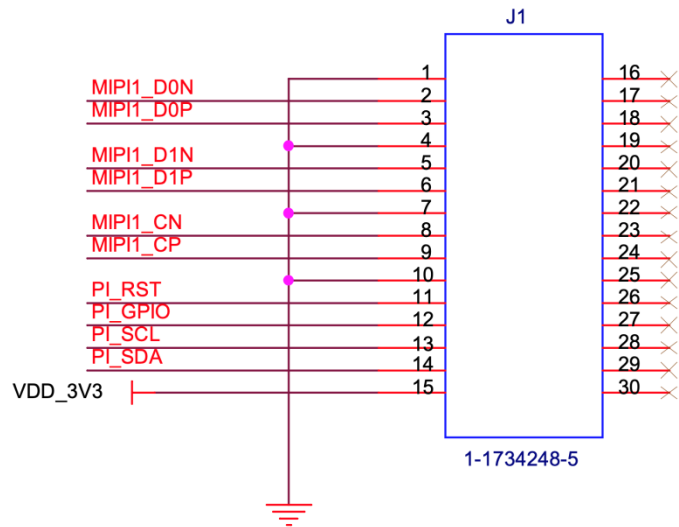 J1
1 16
MIPI1_D0N 2 17
MIPI1_D0P 3 18
4 19
MIPI1_D1N 5 20
MIPI1_D1P 6 21
7 22
MIPI1_CN 8 23
MIPI1_CP 9 24
10 25
PI_RST 11 26
PI_GPIO 12 27
PI_SCL 13 28
PI_SDA 14 29
VDD_3V3 15 30
1-1734248-5